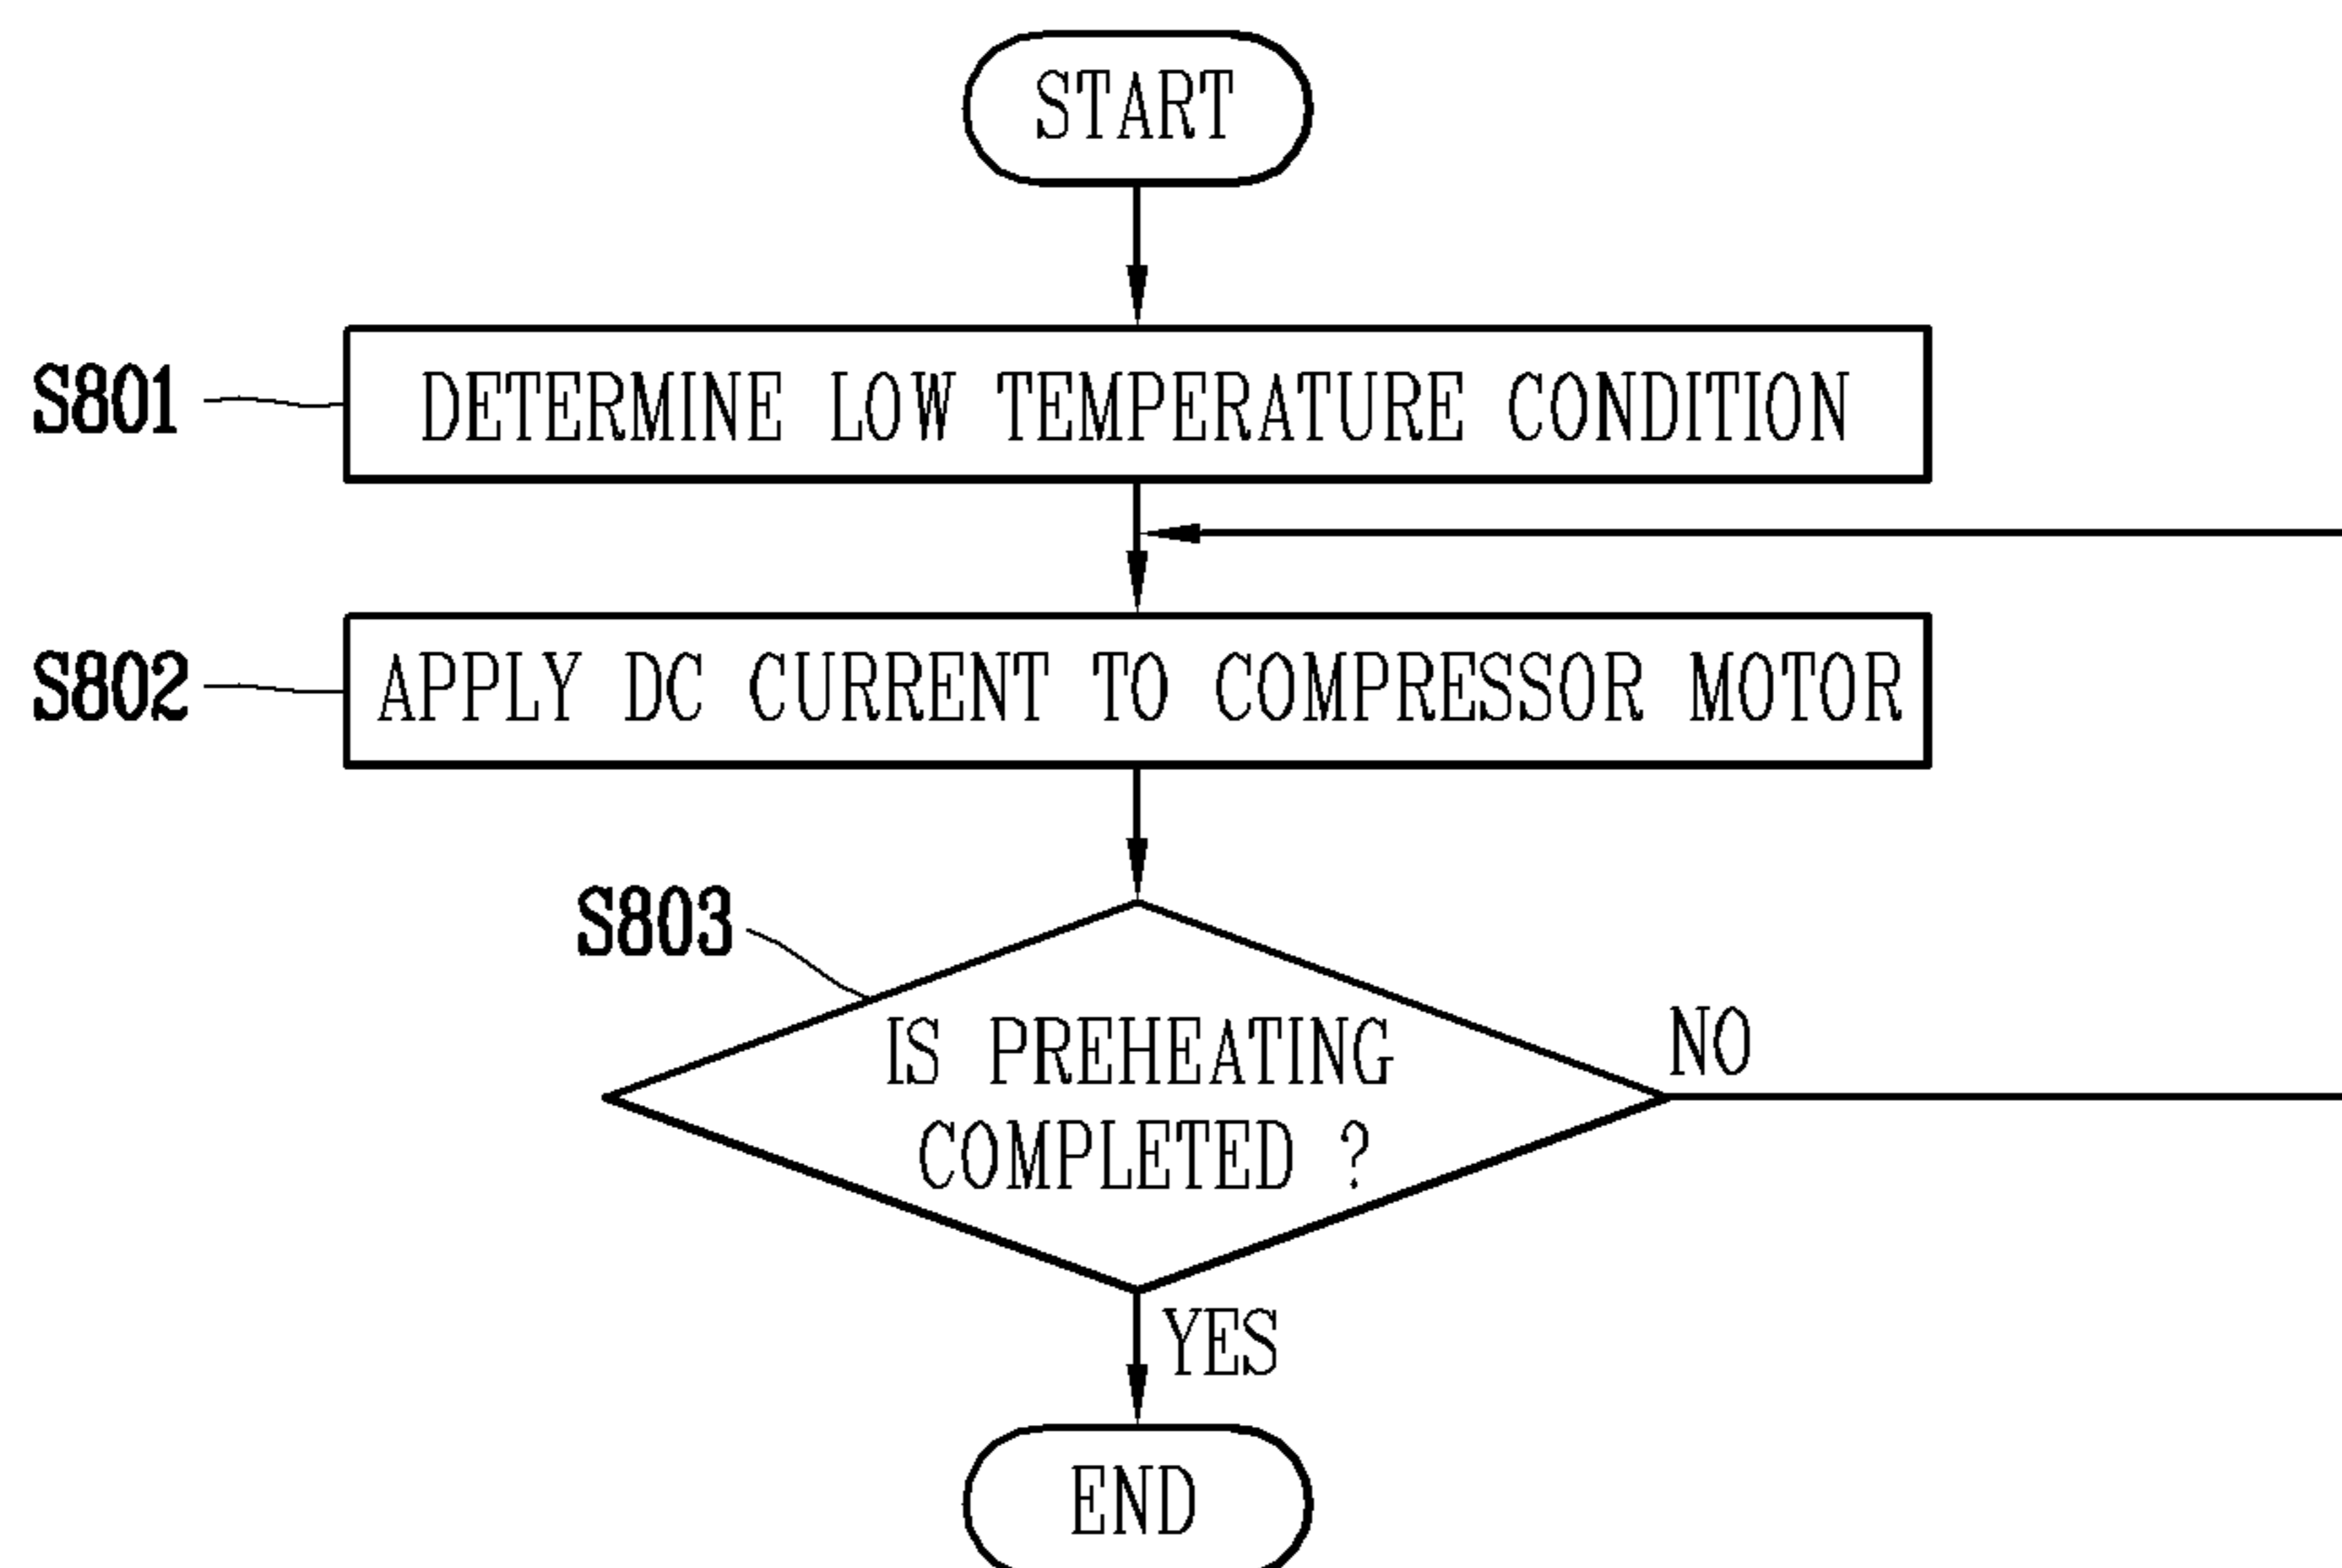 START
S801
DETERMINE LOW TEMPERATURE CONDITION
S802
APPLY DC CURRENT TO COMPRESSOR MOTOR
S803
IS PREHEATING
COMPLETED ?
NO
YES
END